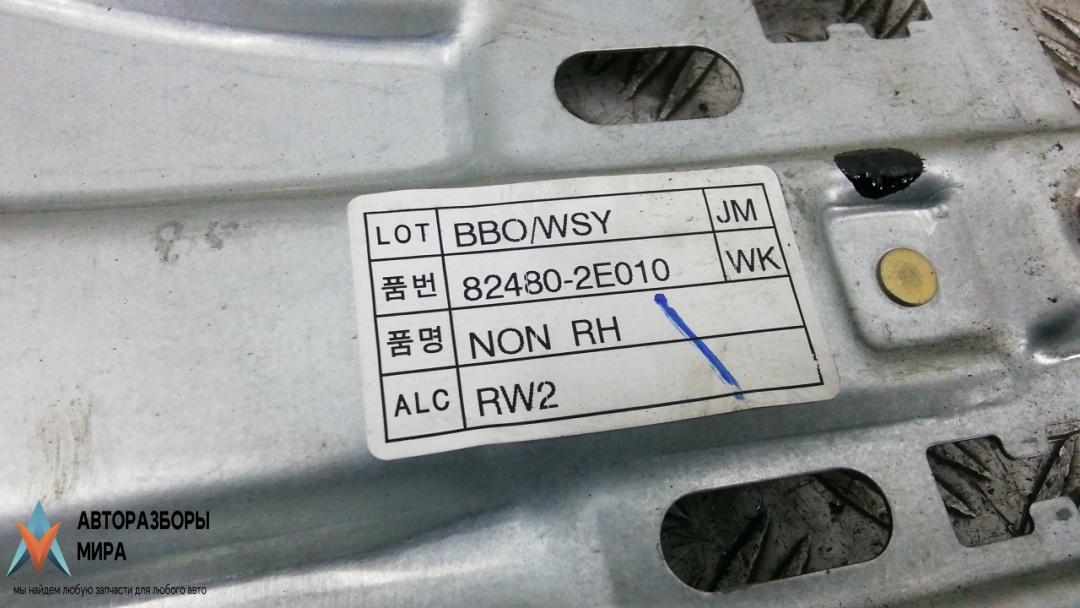 LOT BBO/WSY JM
품번 82480-2E010 WK
품명 NON RH
ALC RW2
АВТОРАЗБОРЫ
МИРА
мы найдем любую запчасти для любого авто